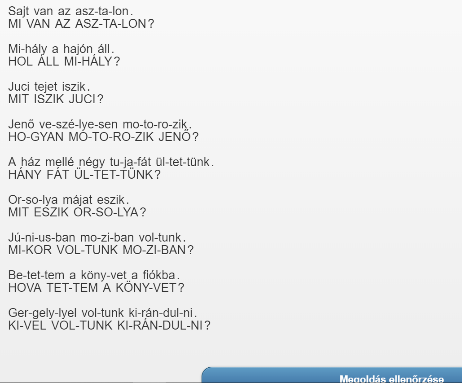 Sajt van az asz-ta-lon.
MI VAN AZ ASZ-TA-LON?
Mi-hály a hajón áll.
HOL ÁLL MI-HÁLY?
Juci tejet iszik.
MIT ISZIK JUCI?
Jenő ve-szé-lye-sen mo-to-ro-zik.
HO-GYAN MO-TO-RO-ZIK JENŐ?
A ház mellé négy tu-ja-fát ül-tet-tünk.
HÁNY FÁT ÜL-TET-TÜNK?
Or-so-lya májat eszik.
MIT ESZIK OR-SO-LYA?
Jú-ni-us-ban mo-zi-ban vol-tunk.
MI-KOR VOL-TUNK MO-ZI-BAN?
Be-tet-tem a köny-vet a fiókba.
HOVA TET-TEM A KÖNY-VET?
Ger-gely-lyel vol-tunk ki-rán-dul-ni.
KI-VEL VOL-TUNK KI-RÁN-DUL-NI?
Megoldás ellenőrzése